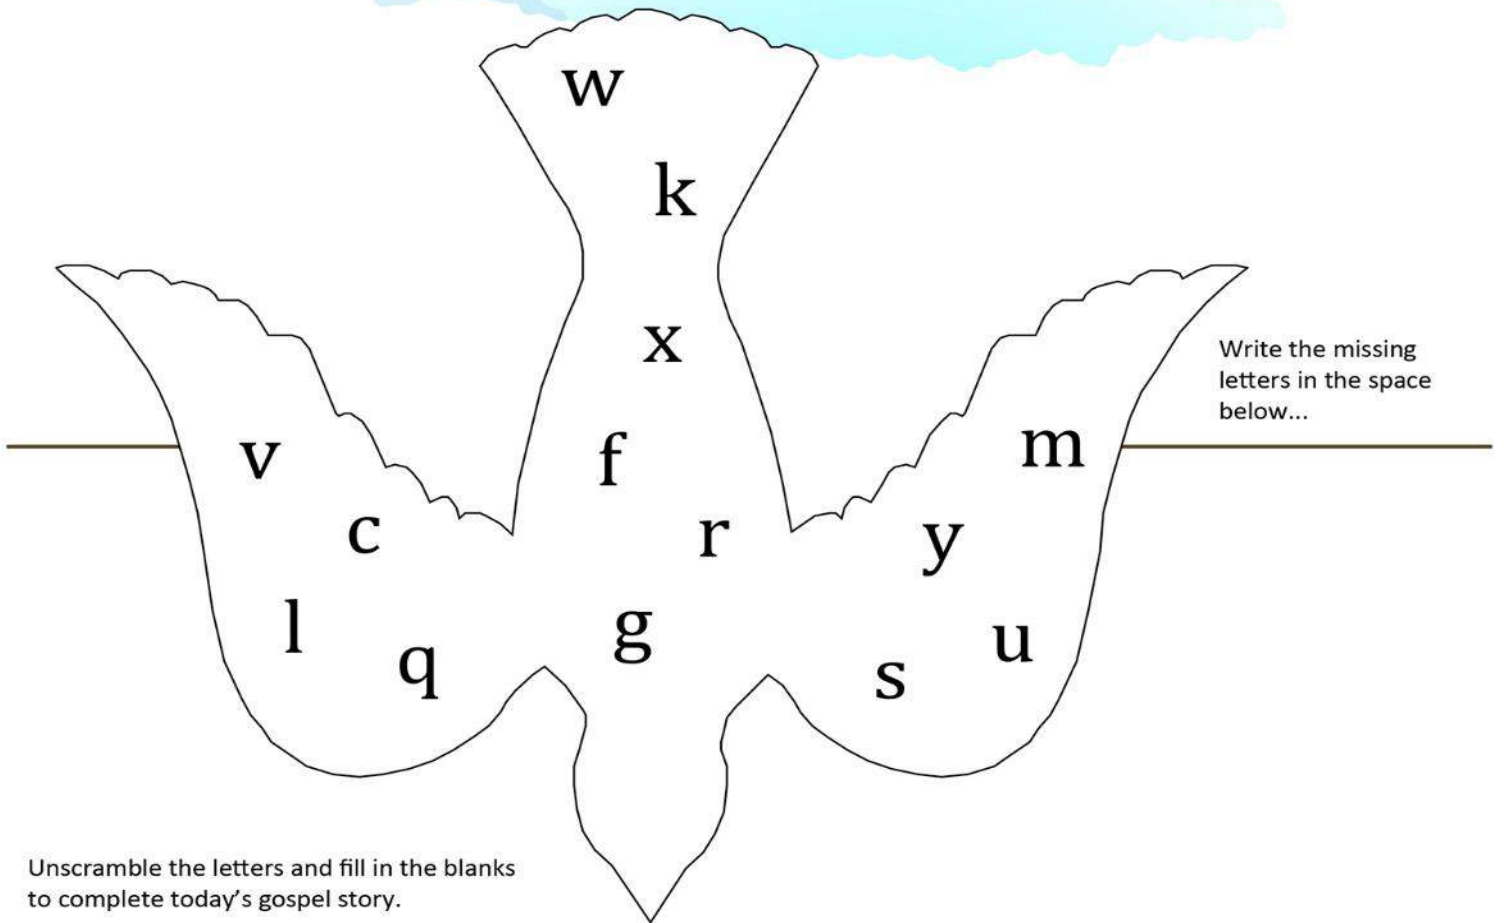 w
k
x
Write the missing
letters in the space
below...
v
f
m
c
r
y
l
g
u
q
s
Unscramble the letters and fill in the blanks
to complete today's gospel story.